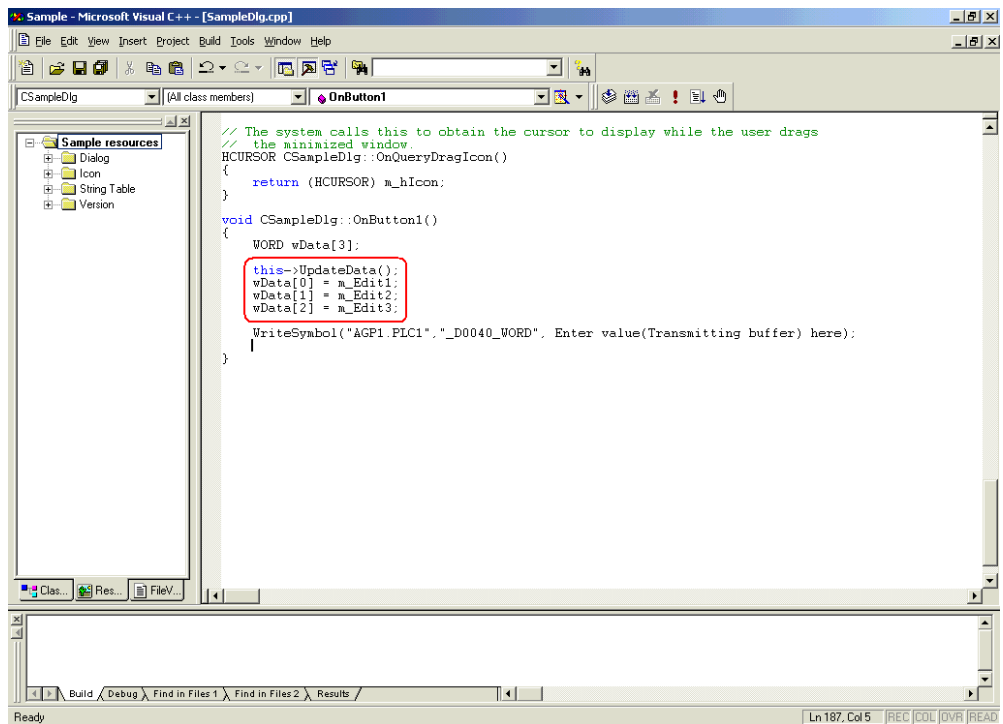 Sample - Microsoft Visual C++ - [SampleDlg.cpp]
File Edit View Insert Project Build Tools Window Help
CSampleDlg (All class members) OnButton1
Sample resources
Dialog
Icon
String Table
Version
// The system calls this to obtain the cursor to display while the user drags
//  the minimized window.
HCURSOR CSampleDlg::OnQueryDragIcon()
{
    return (HCURSOR) m_hIcon;
}
void CSampleDlg::OnButton1()
{
    WORD wData[3];
    this->UpdateData();
    wData[0] = m_Edit1;
    wData[1] = m_Edit2;
    wData[2] = m_Edit3;
    WriteSymbol("AGP1.PLC1","_D0040_WORD", Enter value(Transmitting buffer) here);
}
Clas... Res... FileV...
Build Debug Find in Files 1 Find in Files 2 Results
Ready Ln 187, Col 5 REC COL OVR READ